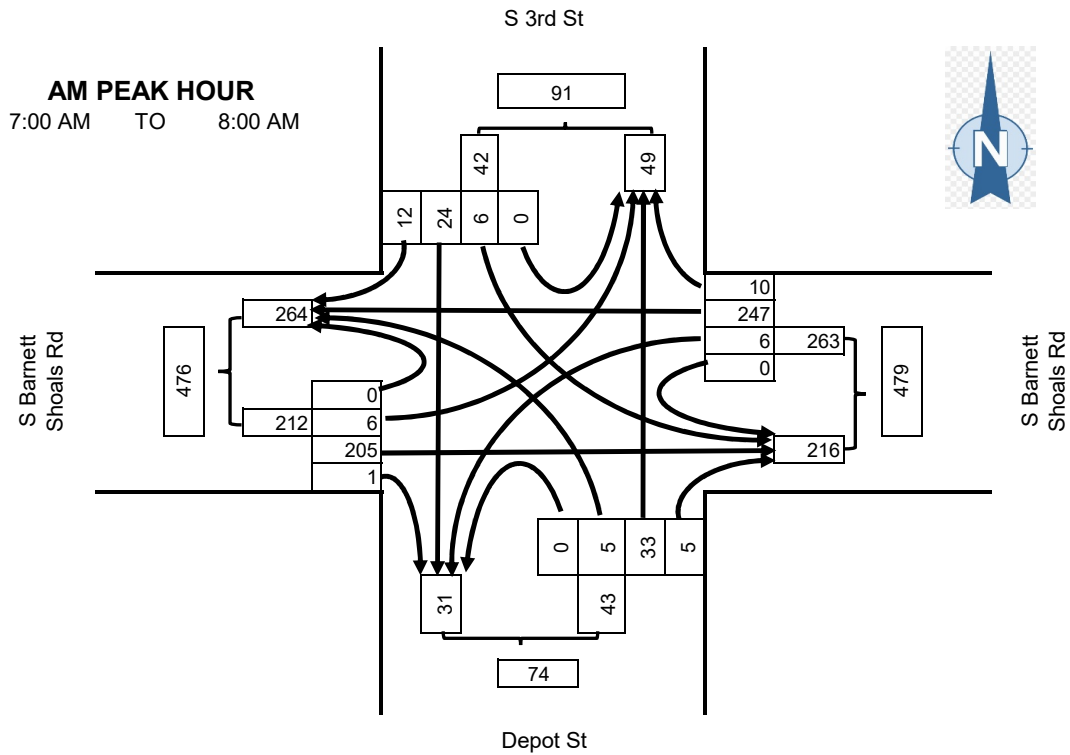 S 3rd St
AM PEAK HOUR
7:00 AM TO 8:00 AM
91
42
49
12 24 6 0
N
10
264
247
6 263
0
476
479
S Barnett
Shoals Rd
S Barnett
Shoals Rd
0
212 6
205
216
1
0 5 33 5
31
43
74
Depot St